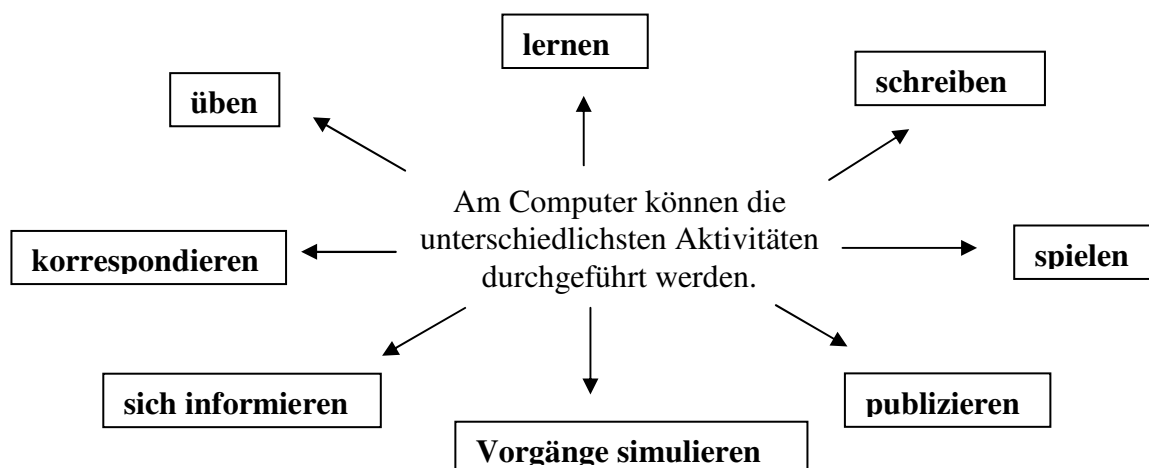 lernen
schreiben
üben
Am Computer können die
unterschiedlichsten Aktivitäten
durchgeführt werden.
korrespondieren
spielen
sich informieren
publizieren
Vorgänge simulieren